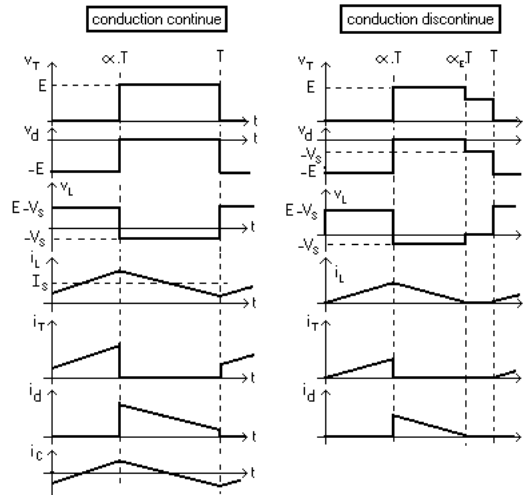 conduction continue
conduction discontinue
∝.T T
v_T
E
t
v_d
t
–E
v_L
E –V_S
–V_S
t
i_L
I_S
t
i_T
t
i_d
t
i_C
t
∝.T ∝_E.T T
v_T
E
v_d
–V_S
–E
v_L
E –V_S
–V_S
i_L
i_T
i_d